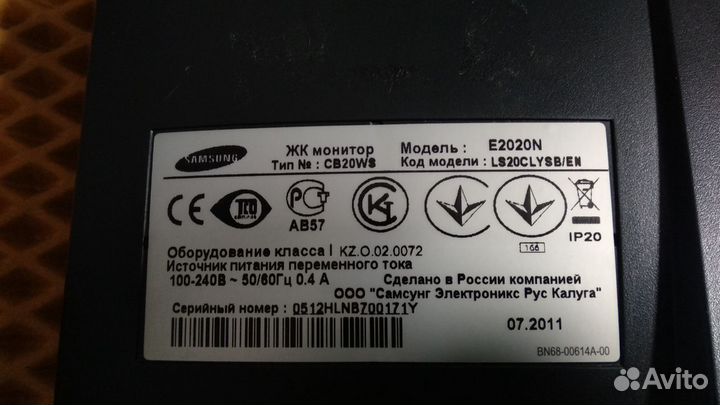 SAMSUNG
ЖК монитор Модель : E2020N
Тип № : CB20WS Код модели : LS20CLYSB/EN
CE TCO PCT AB57
IP20
Оборудование класса I KZ.O.02.0072
Источник питания переменного тока
100-240В ~ 50/60Гц 0.4 А Сделано в России компанией
ООО "Самсунг Электроникс Рус Калуга"
Серийный номер : 0512HLNB700171Y
07.2011
BN68-00614A-00
Avito